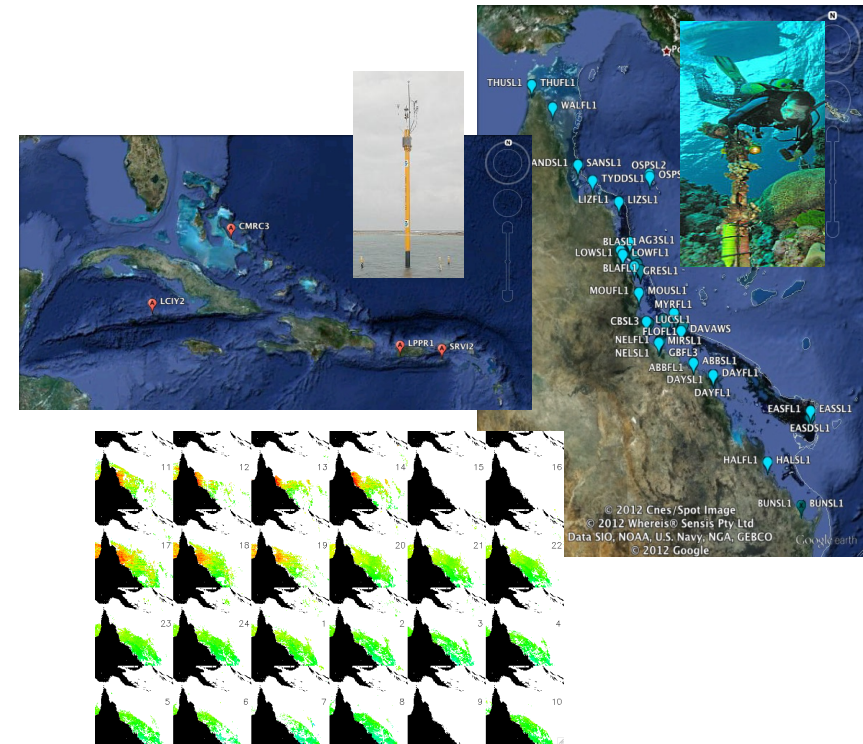 N
CMRC3
LCIY2
LPPR1
SRVI2
N
THUSL1 THUFL1
WALFL1
ANDSL1 SANSL1
OSPSL2
OSPS
TYDDSL1
LIZFL1 LIZSL1
BLASL1 AG3SL1
LOWSL1 LOWFL1
BLAFL1 GRESL1
MOUFL1 MOUSL1
MYRFL1
CBSL3 LUCSL1
FLOFL1 DAVAWS
NELFL1 MIRSL1
NELSL1 GBFL3
ABBFL1 ABBSL1
DAYSL1 DAYFL1
DAYFL1
EASFL1 EASSL1
EASDSL1
HALFL1 HALSL1
BUNSL1 BUNSL1
© 2012 Cnes/Spot Image
© 2012 Whereis® Sensis Pty Ltd
Data SIO, NOAA, U.S. Navy, NGA, GEBCO
© 2012 Google
Google earth
11 12 13 14 15 16
17 18 19 20 21 22
23 24 1 2 3 4
5 6 7 8 9 10